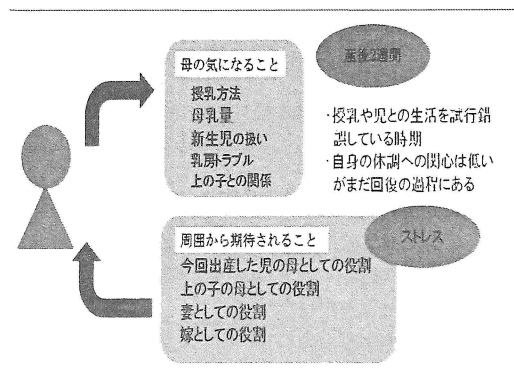 産後2週間
母の気になること
授乳方法
母乳量
新生児の扱い
乳房トラブル
上の子との関係
・授乳や児との生活を試行錯
誤している時期
・自身の体調への関心は低い
がまだ回復の過程にある
ストレス
周囲から期待されること
今回出産した児の母としての役割
上の子の母としての役割
妻としての役割
嫁としての役割